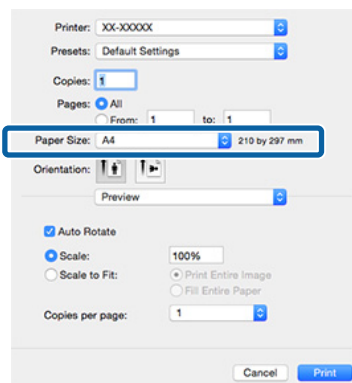 Printer: XX-XXXXX
Presets: Default Settings
Copies: 1
Pages: All
From: 1 to: 1
Paper Size: A4 210 by 297 mm
Orientation:
Preview
Auto Rotate
Scale: 100%
Scale to Fit: Print Entire Image
Fill Entire Paper
Copies per page: 1
Cancel Print